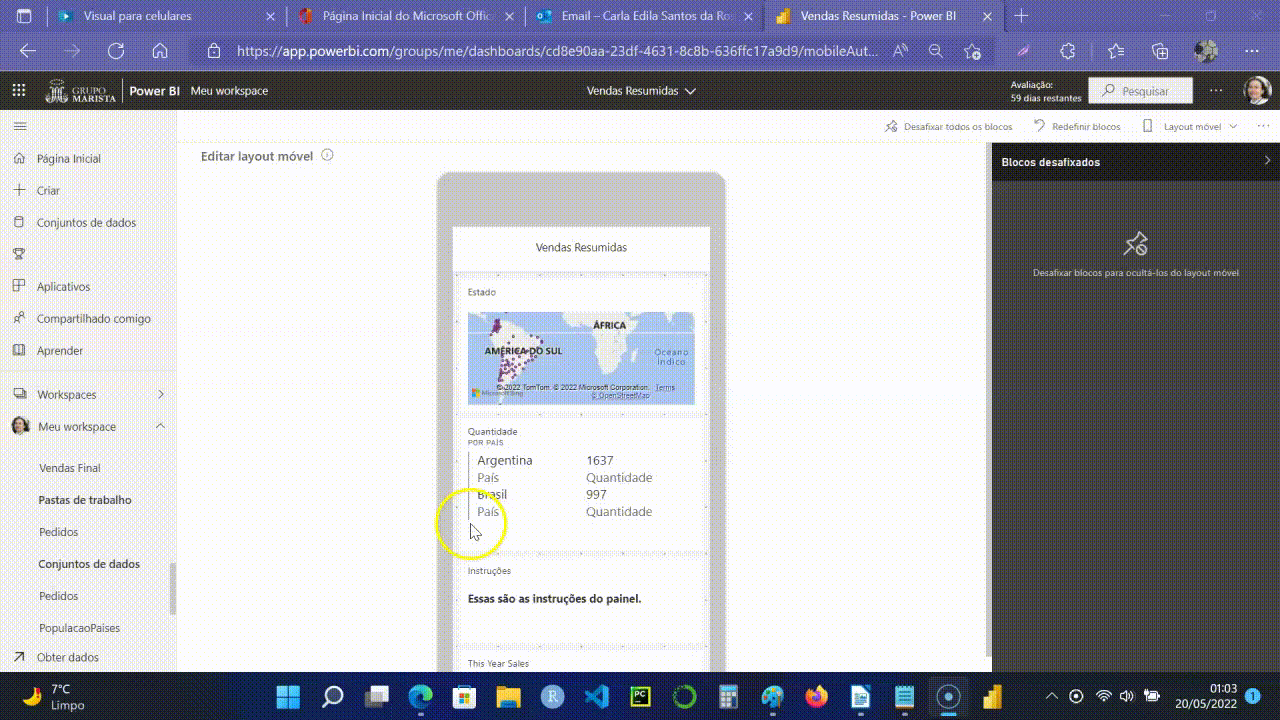 Visual para celulares
Página Inicial do Microsoft Offic
Email – Carla Edila Santos da Ros
Vendas Resumidas - Power BI
https://app.powerbi.com/groups/me/dashboards/cd8e90aa-23df-4631-8c8b-636ffc17a9d9/mobileAut...
GRUPO
MARISTA
Power BI
Meu workspace
Vendas Resumidas
Avaliação:
59 dias restantes
Pesquisar
Desafixar todos os blocos
Redefinir blocos
Layout móvel
Página Inicial
Criar
Conjuntos de dados
Aplicativos
Compartilhado comigo
Aprender
Workspaces
Meu workspace
Vendas Final
Pastas de trabalho
Pedidos
Conjuntos de dados
Pedidos
PopulacaoPaises
Obter dados
Editar layout móvel
Vendas Resumidas
Estado
ÁFRICA
AMÉRICA DO SUL
Oceano
Índico
© 2022 TomTom, © 2022 Microsoft Corporation, Terms
Microsoft Bing
© OpenStreetMap
Quantidade
POR PAÍS
Argentina 1637
País Quantidade
Brasil 997
País Quantidade
Instruções
Essas são as instruções do painel.
This Year Sales
Blocos desafixados
Desafixar blocos para ocultá-los do layout móvel
7°C
Limpo
R
PC
01:03
20/05/2022
1